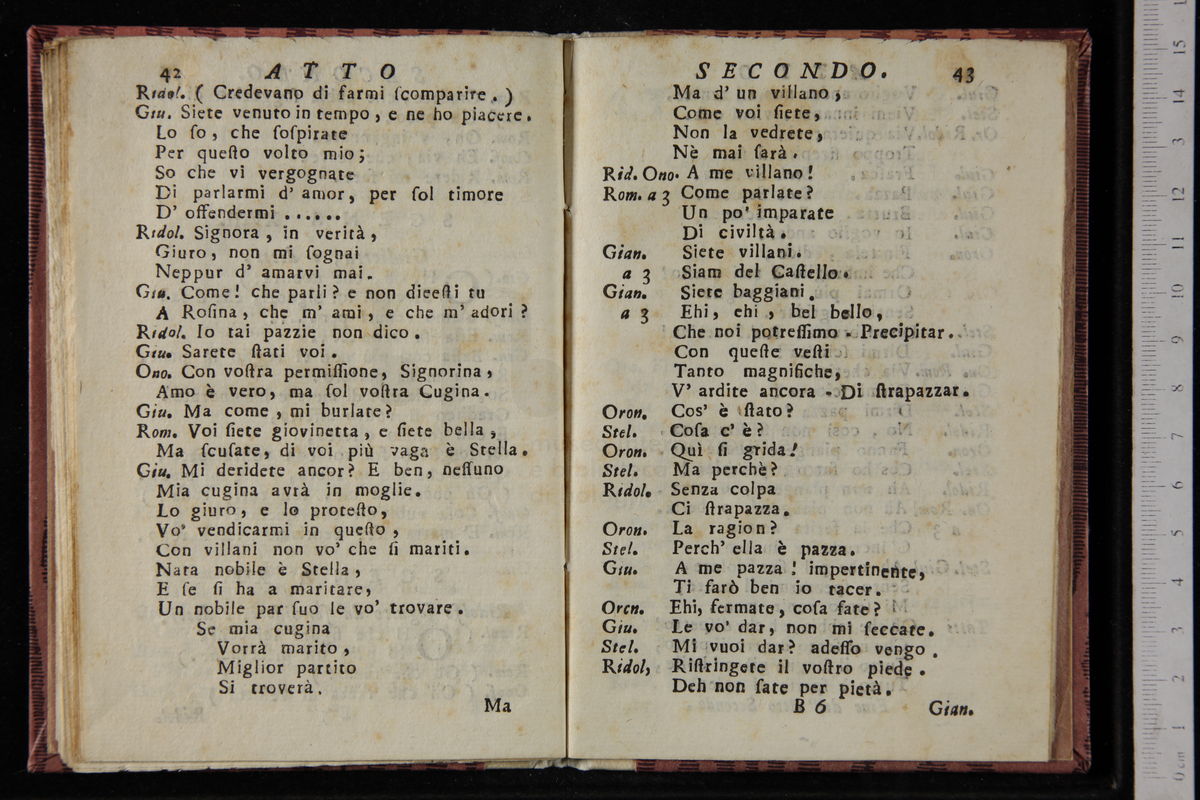 42 ATTO
Ridol. ( Credevano di farmi ſcomparire . )
Giu. Siete venuto in tempo , e ne ho piacere .
Lo ſo , che ſoſpirate
Per queſto volto mio ;
So che vi vergognate
Di parlarmi d' amor , per ſol timore
D' offendermi . . . . . .
Ridol. Signora , in verità ,
Giuro , non mi ſognai
Neppur d' amarvi mai .
Giu. Come ! che parli ? e non diceſti tu
A Roſina , che m' ami , e che m' adori ?
Ridol. Io tai pazzie non dico .
Giu. Sarete ſtati voi .
Ono. Con voſtra permiſſione, Signorina ,
Amo è vero, ma ſol voſtra Cugina .
Giu. Ma come , mi burlate ?
Rom. Voi ſiete giovinetta , e ſiete bella ,
Ma ſcuſate, di voi più vaga è Stella .
Giu. Mi deridete ancor ? E ben, neſſuno
Mia cugina avrà in moglie .
Lo giuro , e lo proteſto,
Vo' vendicarmi in queſto ,
Con villani non vo' che ſi mariti .
Nata nobile è Stella ,
E ſe ſi ha a maritare,
Un nobile par ſuo le vo' trovare .
Se mia cugina
Vorrà marito ,
Miglior partito
Si troverà .
Ma
SECONDO. 43
Ma d' un villano ,
Come voi ſiete ,
Non la vedrete ,
Nè mai ſarà .
Rid. Ono. A me villano !
Rom. a 3 Come parlate ?
Un po' imparate
Di civiltà .
Gian. Siete villani .
a 3 Siam del Caſtello .
Gian. Siete baggiani .
a 3 Ehi, ehi , bel bello ,
Che noi potreſſimo - Precipitar .
Con queſte veſti
Tanto magnifiche,
V' ardite ancora - Di ſtrapazzar .
Oron. Cos' è ſtato ?
Stel. Coſa c' è ?
Oron. Quì ſi grida !
Stel. Ma perchè ?
Ridol. Senza colpa
Ci ſtrapazza .
Oron. La ragion ?
Stel. Perch' ella è pazza .
Giu. A me pazza ! impertinente,
Ti farò ben io tacer .
Oron. Ehi, fermate , coſa fate ?
Giu. Le vo' dar, non mi ſeccate .
Stel. Mi vuoi dar ? adeſſo vengo .
Ridol, Riſtringete il voſtro piede .
Deh non fate per pietà .
B 6 Gian.